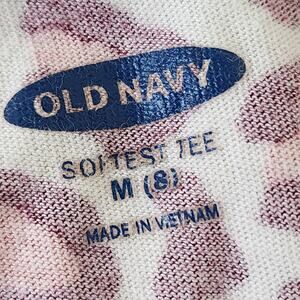 OLD NAVY
SOFTEST TEE
M (8)
MADE IN VIETNAM